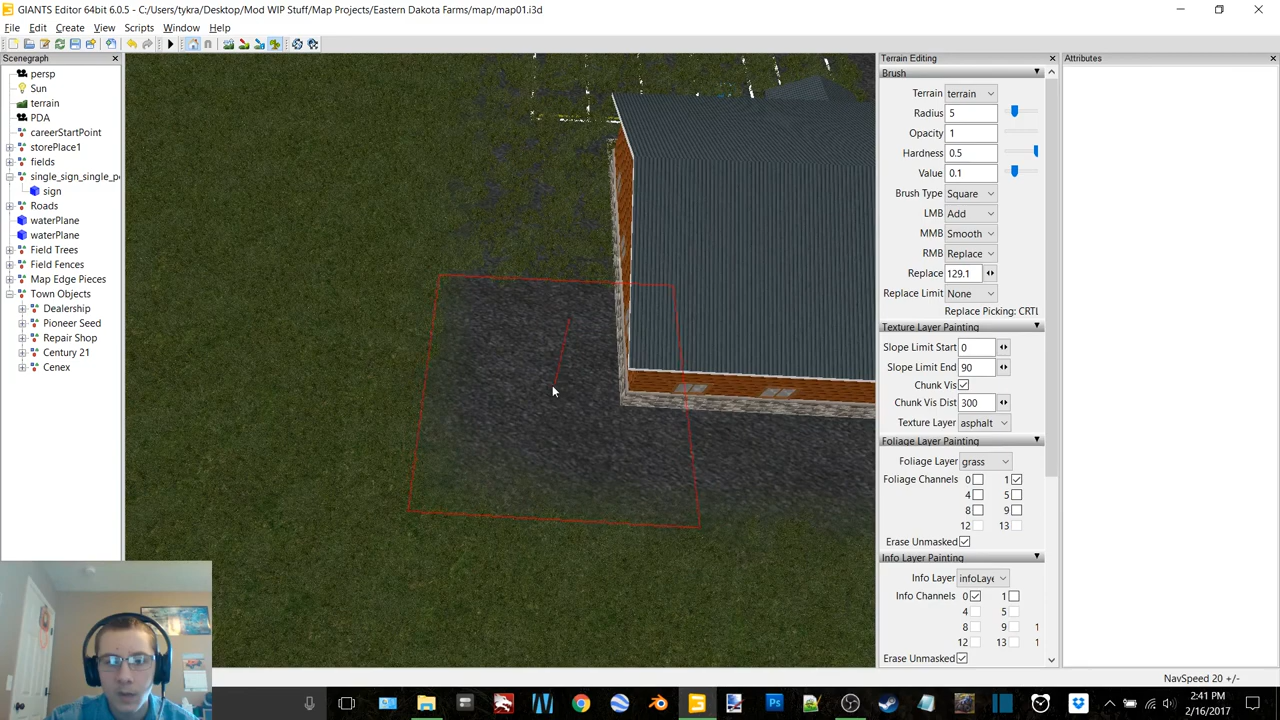 GIANTS Editor 64bit 6.0.5 - C:/Users/tykra/Desktop/Mod WIP Stuff/Map Projects/Eastern Dakota Farms/map/map01.i3d
File Edit Create View Scripts Window Help
Scenegraph
persp
Sun
terrain
PDA
careerStartPoint
storePlace1
fields
single_sign_single_p
sign
Roads
waterPlane
waterPlane
Field Trees
Field Fences
Map Edge Pieces
Town Objects
Dealership
Pioneer Seed
Repair Shop
Century 21
Cenex
Terrain Editing
Brush
Terrain terrain
Radius 5
Opacity 1
Hardness 0.5
Value 0.1
Brush Type Square
LMB Add
MMB Smooth
RMB Replace
Replace 129.1
Replace Limit None
Replace Picking: CRTL
Texture Layer Painting
Slope Limit Start 0
Slope Limit End 90
Chunk Vis
Chunk Vis Dist 300
Texture Layer asphalt
Foliage Layer Painting
Foliage Layer grass
Foliage Channels 0 1
4 5
8 9
12 13
Erase Unmasked
Info Layer Painting
Info Layer infoLaye
Info Channels 0 1
4 5
8 9 1
12 13 1
Erase Unmasked
Attributes
NavSpeed 20 +/-
2:41 PM
2/16/2017